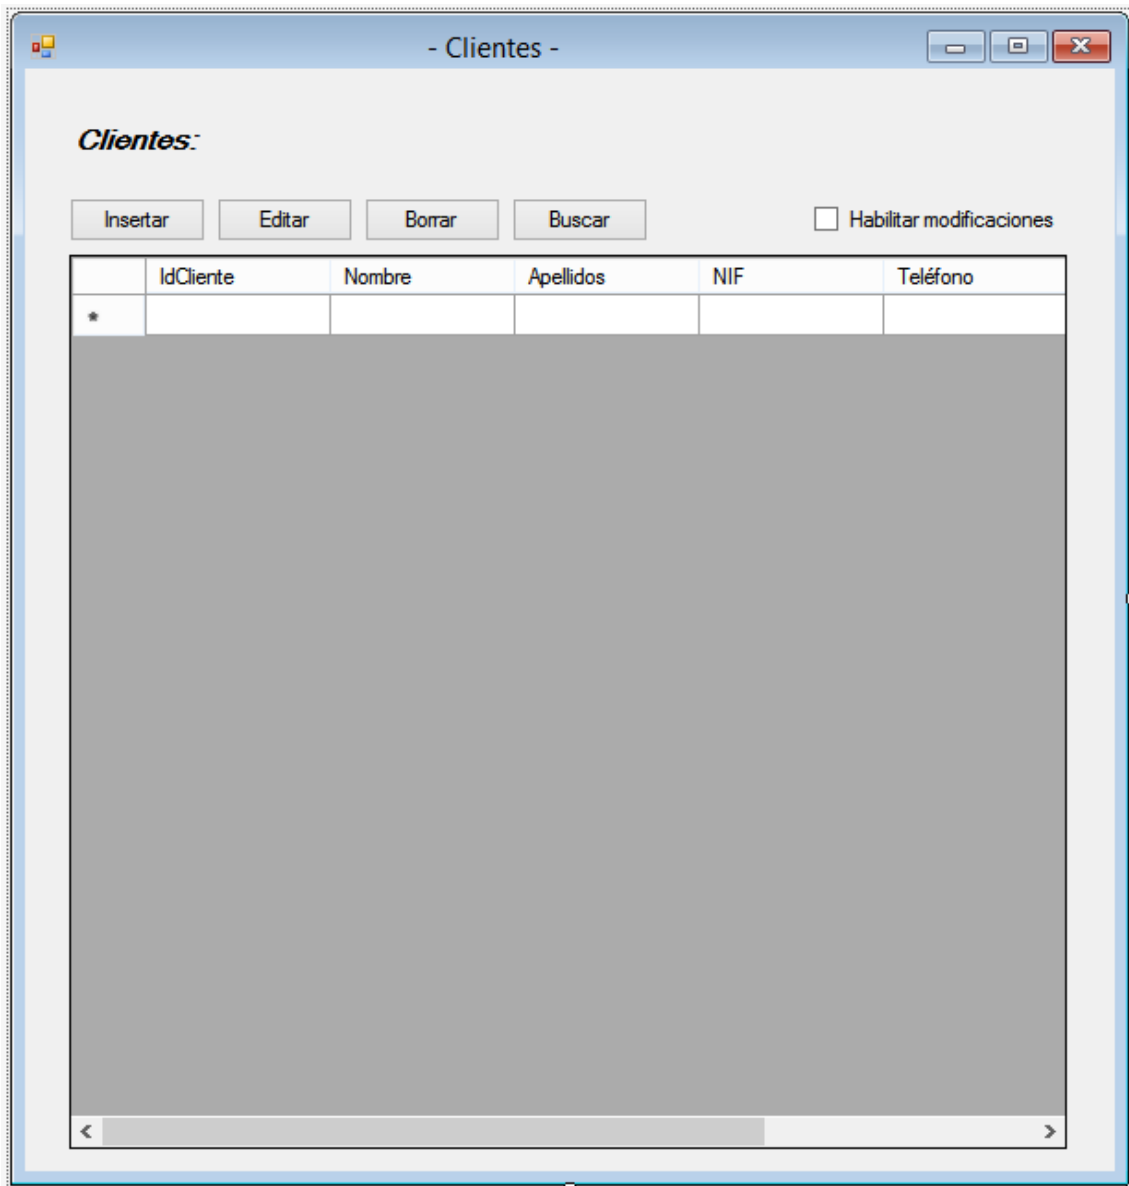 - Clientes -
Clientes:
Insertar Editar Borrar Buscar Habilitar modificaciones
IdCliente Nombre Apellidos NIF Teléfono